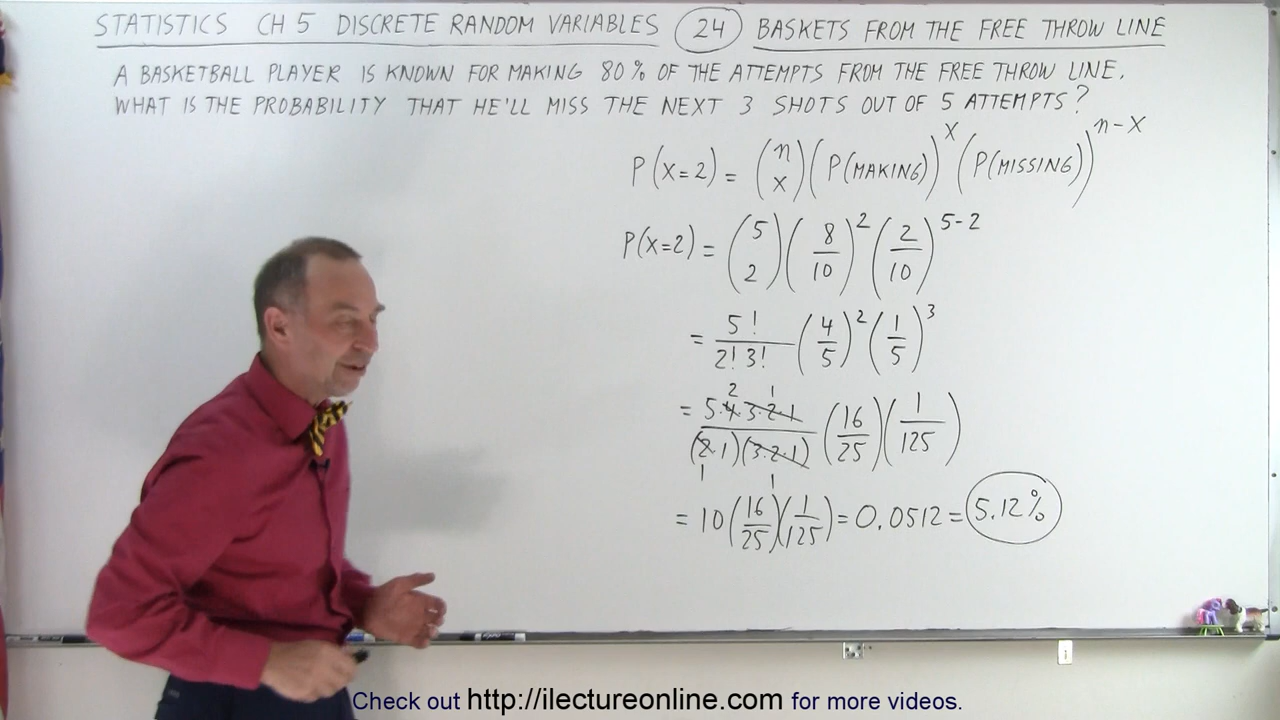 STATISTICS CH 5 DISCRETE RANDOM VARIABLES 24 BASKETS FROM THE FREE THROW LINE
A BASKETBALL PLAYER IS KNOWN FOR MAKING 80% OF THE ATTEMPTS FROM THE FREE THROW LINE.
WHAT IS THE PROBABILITY THAT HE'LL MISS THE NEXT 3 SHOTS OUT OF 5 ATTEMPTS?
P(X=2) = (n x)(P(MAKING))^x (P(MISSING))^n-x
P(X=2) = (5 2)(8/10)^2 (2/10)^5-2
= 5!/2!3! (4/5)^2 (1/5)^3
2 1
= 5·4·3·2·1/(2·1)(3·2·1) (16/25)(1/125)
1 1
= 10(16/25)(1/125) = 0.0512 = 5.12%
Check out http://ilectureonline.com for more videos.